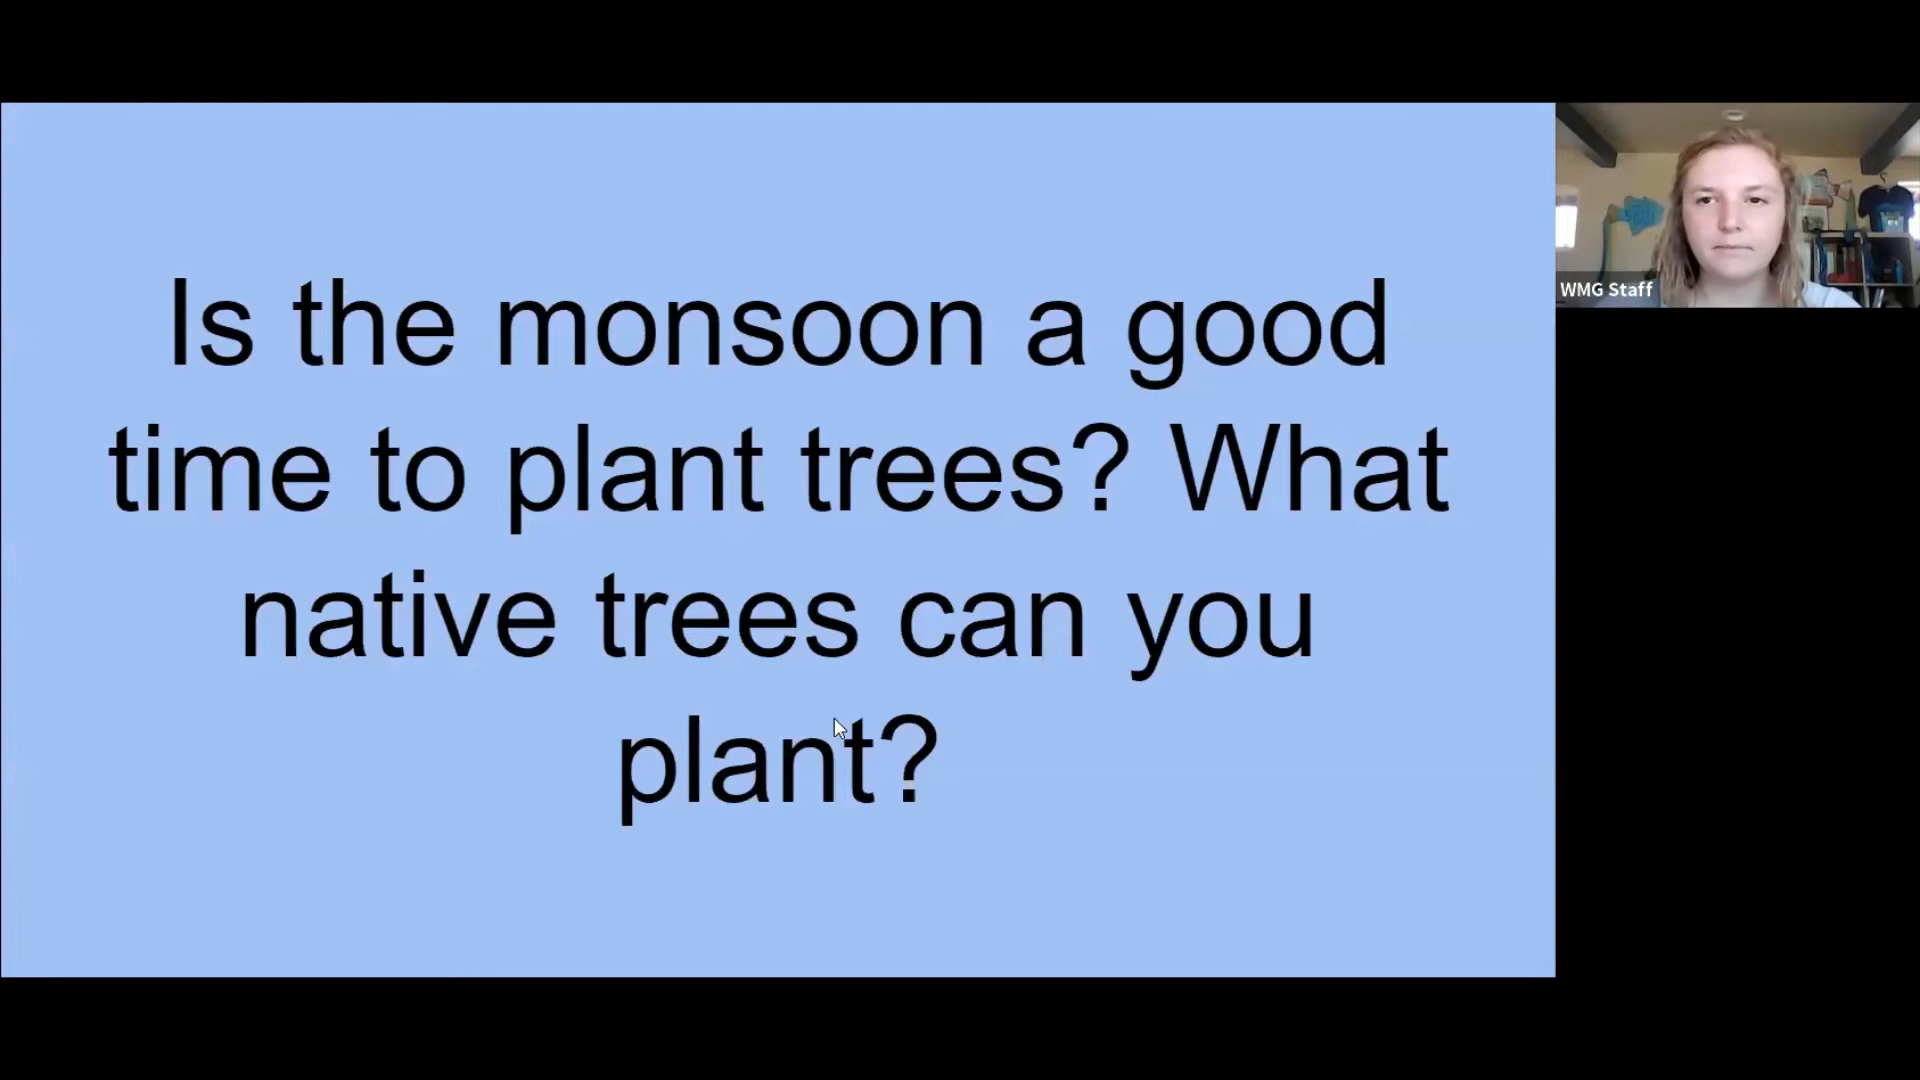 Is the monsoon a good
time to plant trees? What
native trees can you
plant?
WMG Staff